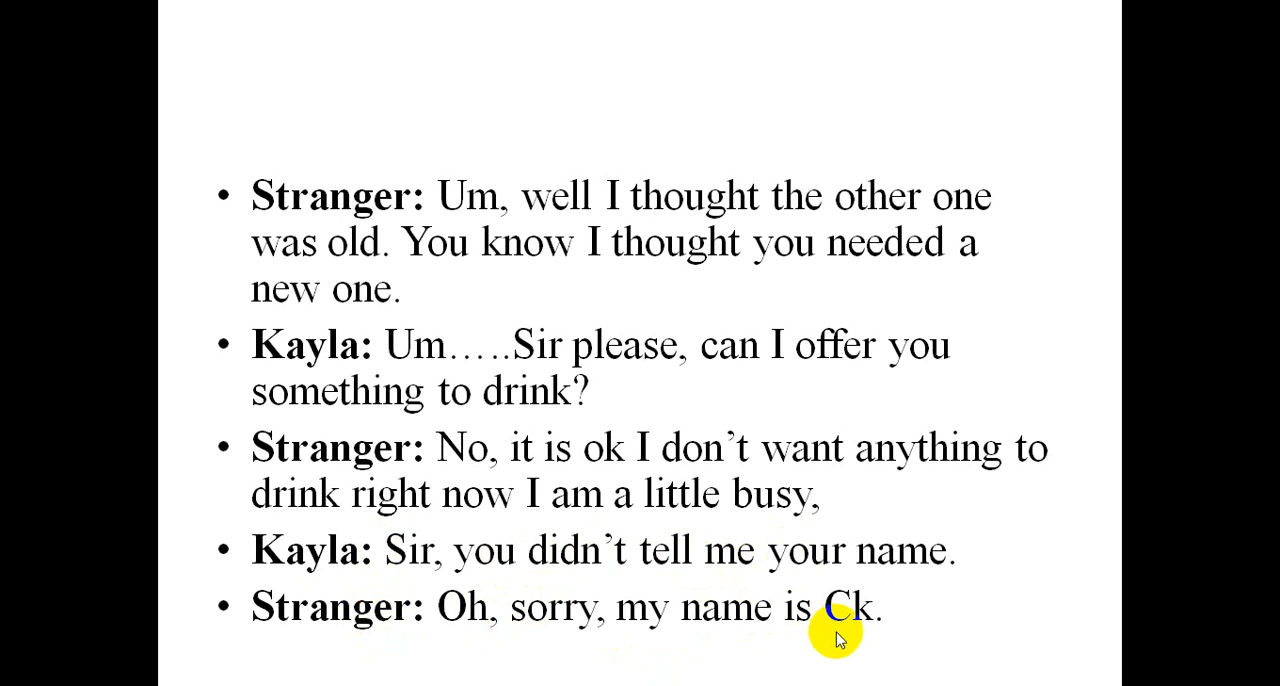 • Stranger: Um, well I thought the other one
was old. You know I thought you needed a
new one.
• Kayla: Um…..Sir please, can I offer you
something to drink?
• Stranger: No, it is ok I don’t want anything to
drink right now I am a little busy,
• Kayla: Sir, you didn’t tell me your name.
• Stranger: Oh, sorry, my name is Ck.